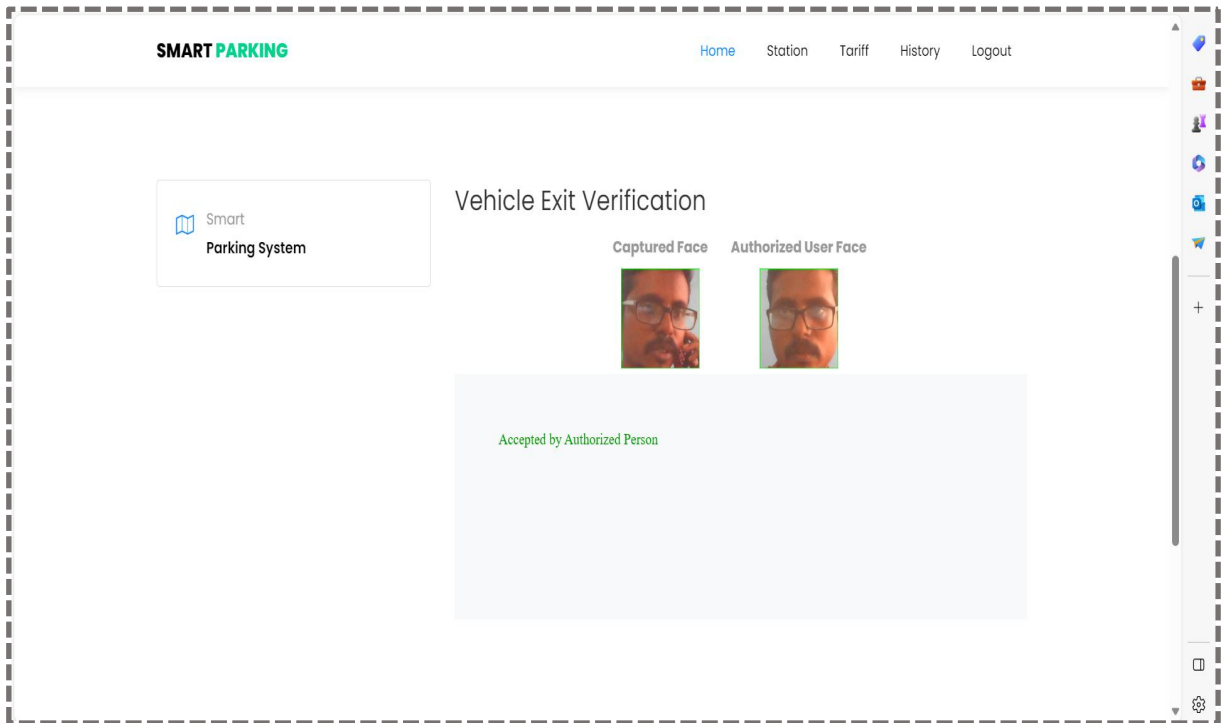 SMART PARKING
Home Station Tariff History Logout
Smart
Parking System
Vehicle Exit Verification
Captured Face Authorized User Face
Accepted by Authorized Person